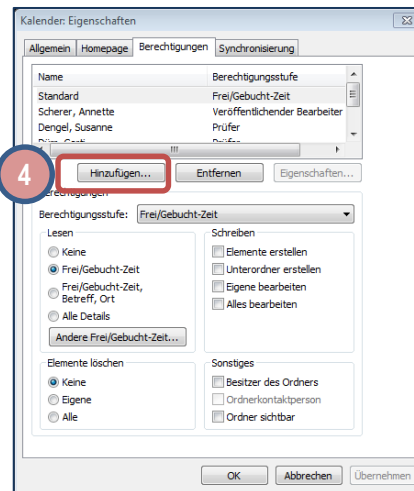 Kalender: Eigenschaften
Allgemein Homepage Berechtigungen Synchronisierung
Name Berechtigungsstufe
Standard Frei/Gebucht-Zeit
Scherer, Annette Veröffentlichender Bearbeiter
Dengel, Susanne Prüfer
4 Hinzufügen... Entfernen Eigenschaften...
Berechtigungen
Berechtigungsstufe: Frei/Gebucht-Zeit
Lesen Schreiben
Keine Elemente erstellen
Frei/Gebucht-Zeit Unterordner erstellen
Frei/Gebucht-Zeit, Eigene bearbeiten
Betreff, Ort Alles bearbeiten
Alle Details
Andere Frei/Gebucht-Zeit...
Elemente löschen Sonstiges
Keine Besitzer des Ordners
Eigene Ordnerkontaktperson
Alle Ordner sichtbar
OK Abbrechen Übernehmen